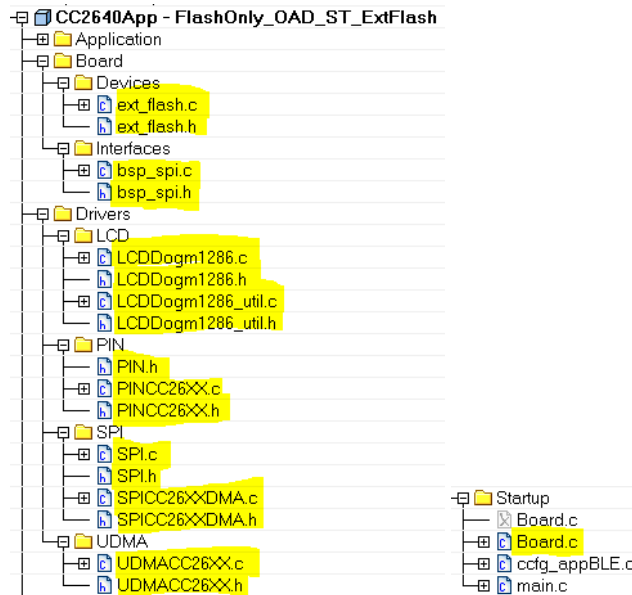 CC2640App - FlashOnly_OAD_ST_ExtFlash
Application
Board
Devices
ext_flash.c
ext_flash.h
Interfaces
bsp_spi.c
bsp_spi.h
Drivers
LCD
LCDDogm1286.c
LCDDogm1286.h
LCDDogm1286_util.c
LCDDogm1286_util.h
PIN
PIN.h
PINCC26XX.c
PINCC26XX.h
SPI
SPI.c
SPI.h
SPICC26XXDMA.c
SPICC26XXDMA.h
UDMA
UDMACC26XX.c
UDMACC26XX.h
Startup
Board.c
Board.c
ccfg_appBLE.c
main.c